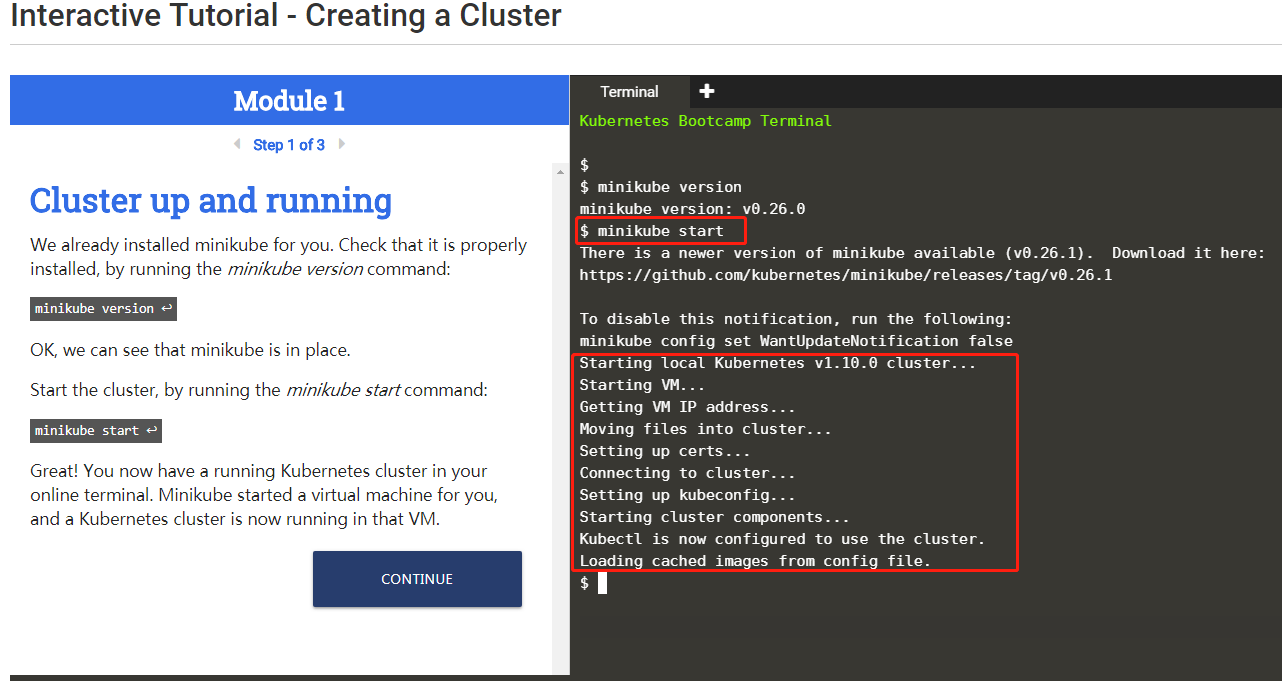 Interactive Tutorial - Creating a Cluster
Module 1
Step 1 of 3
Cluster up and running
We already installed minikube for you. Check that it is properly
installed, by running the minikube version command:
minikube version ↩
OK, we can see that minikube is in place.
Start the cluster, by running the minikube start command:
minikube start ↩
Great! You now have a running Kubernetes cluster in your
online terminal. Minikube started a virtual machine for you,
and a Kubernetes cluster is now running in that VM.
CONTINUE
Terminal
Kubernetes Bootcamp Terminal
$
$ minikube version
minikube version: v0.26.0
$ minikube start
There is a newer version of minikube available (v0.26.1).  Download it here:
https://github.com/kubernetes/minikube/releases/tag/v0.26.1
To disable this notification, run the following:
minikube config set WantUpdateNotification false
Starting local Kubernetes v1.10.0 cluster...
Starting VM...
Getting VM IP address...
Moving files into cluster...
Setting up certs...
Connecting to cluster...
Setting up kubeconfig...
Starting cluster components...
Kubectl is now configured to use the cluster.
Loading cached images from config file.
$